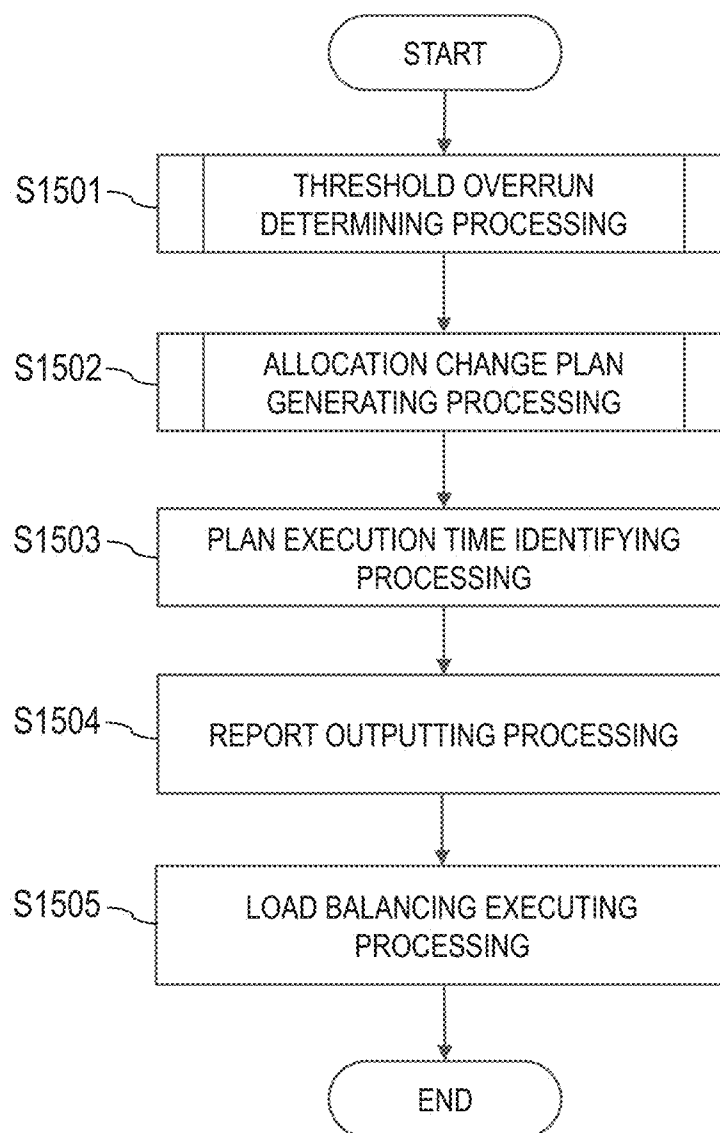 START
S1501
THRESHOLD OVERRUN
DETERMINING PROCESSING
S1502
ALLOCATION CHANGE PLAN
GENERATING PROCESSING
S1503
PLAN EXECUTION TIME IDENTIFYING
PROCESSING
S1504
REPORT OUTPUTTING PROCESSING
S1505
LOAD BALANCING EXECUTING
PROCESSING
END